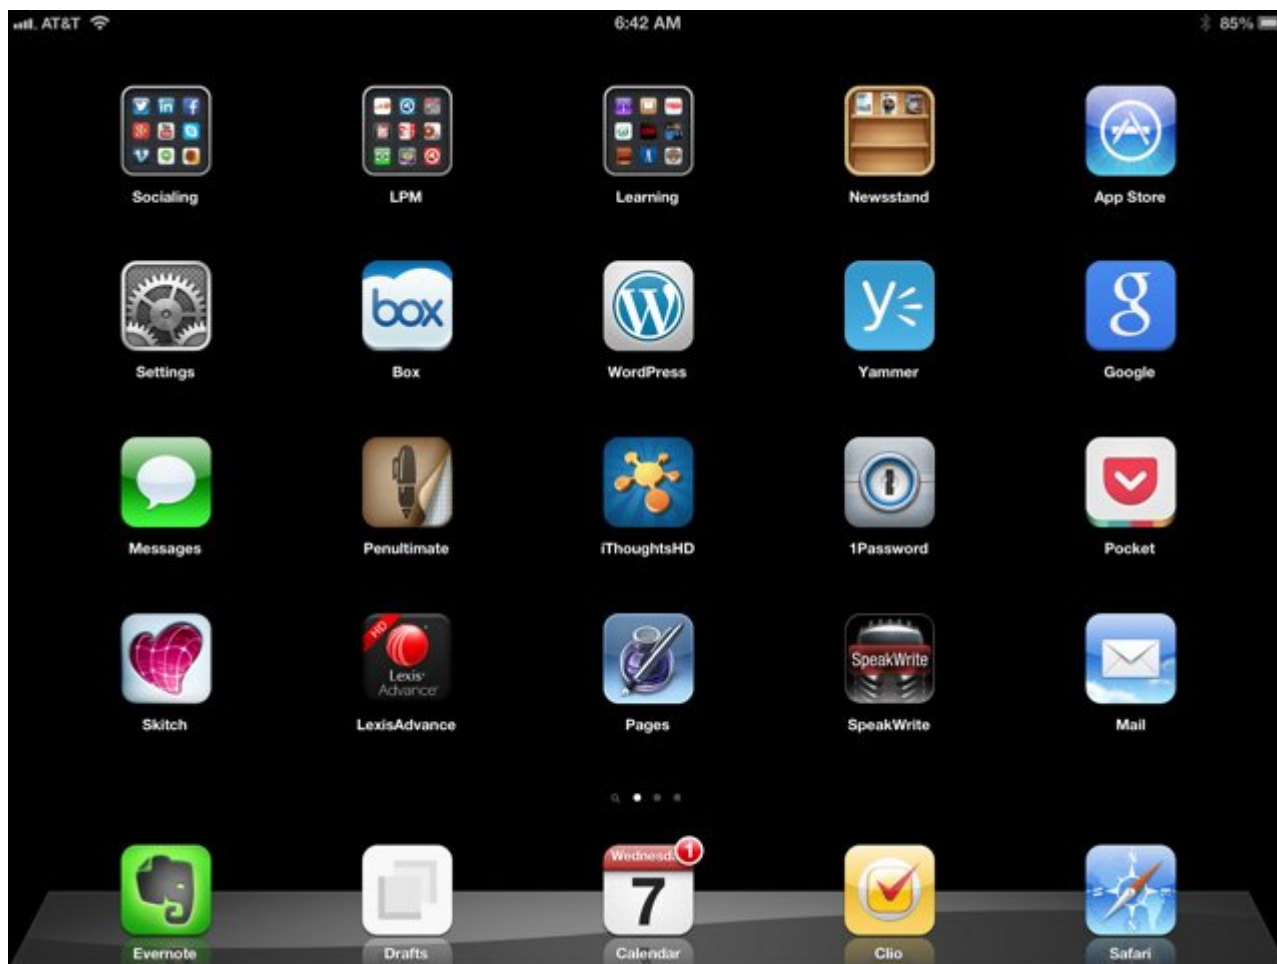 AT&T 6:42 AM 85%
Socialing LPM Learning Newsstand App Store
box y g
Settings Box WordPress Yammer Google
Messages Penultimate iThoughtsHD 1Password Pocket
HD Lexis Advance SpeakWrite
Skitch LexisAdvance Pages SpeakWrite Mail
1
7
Evernote Drafts Calendar Clio Safari